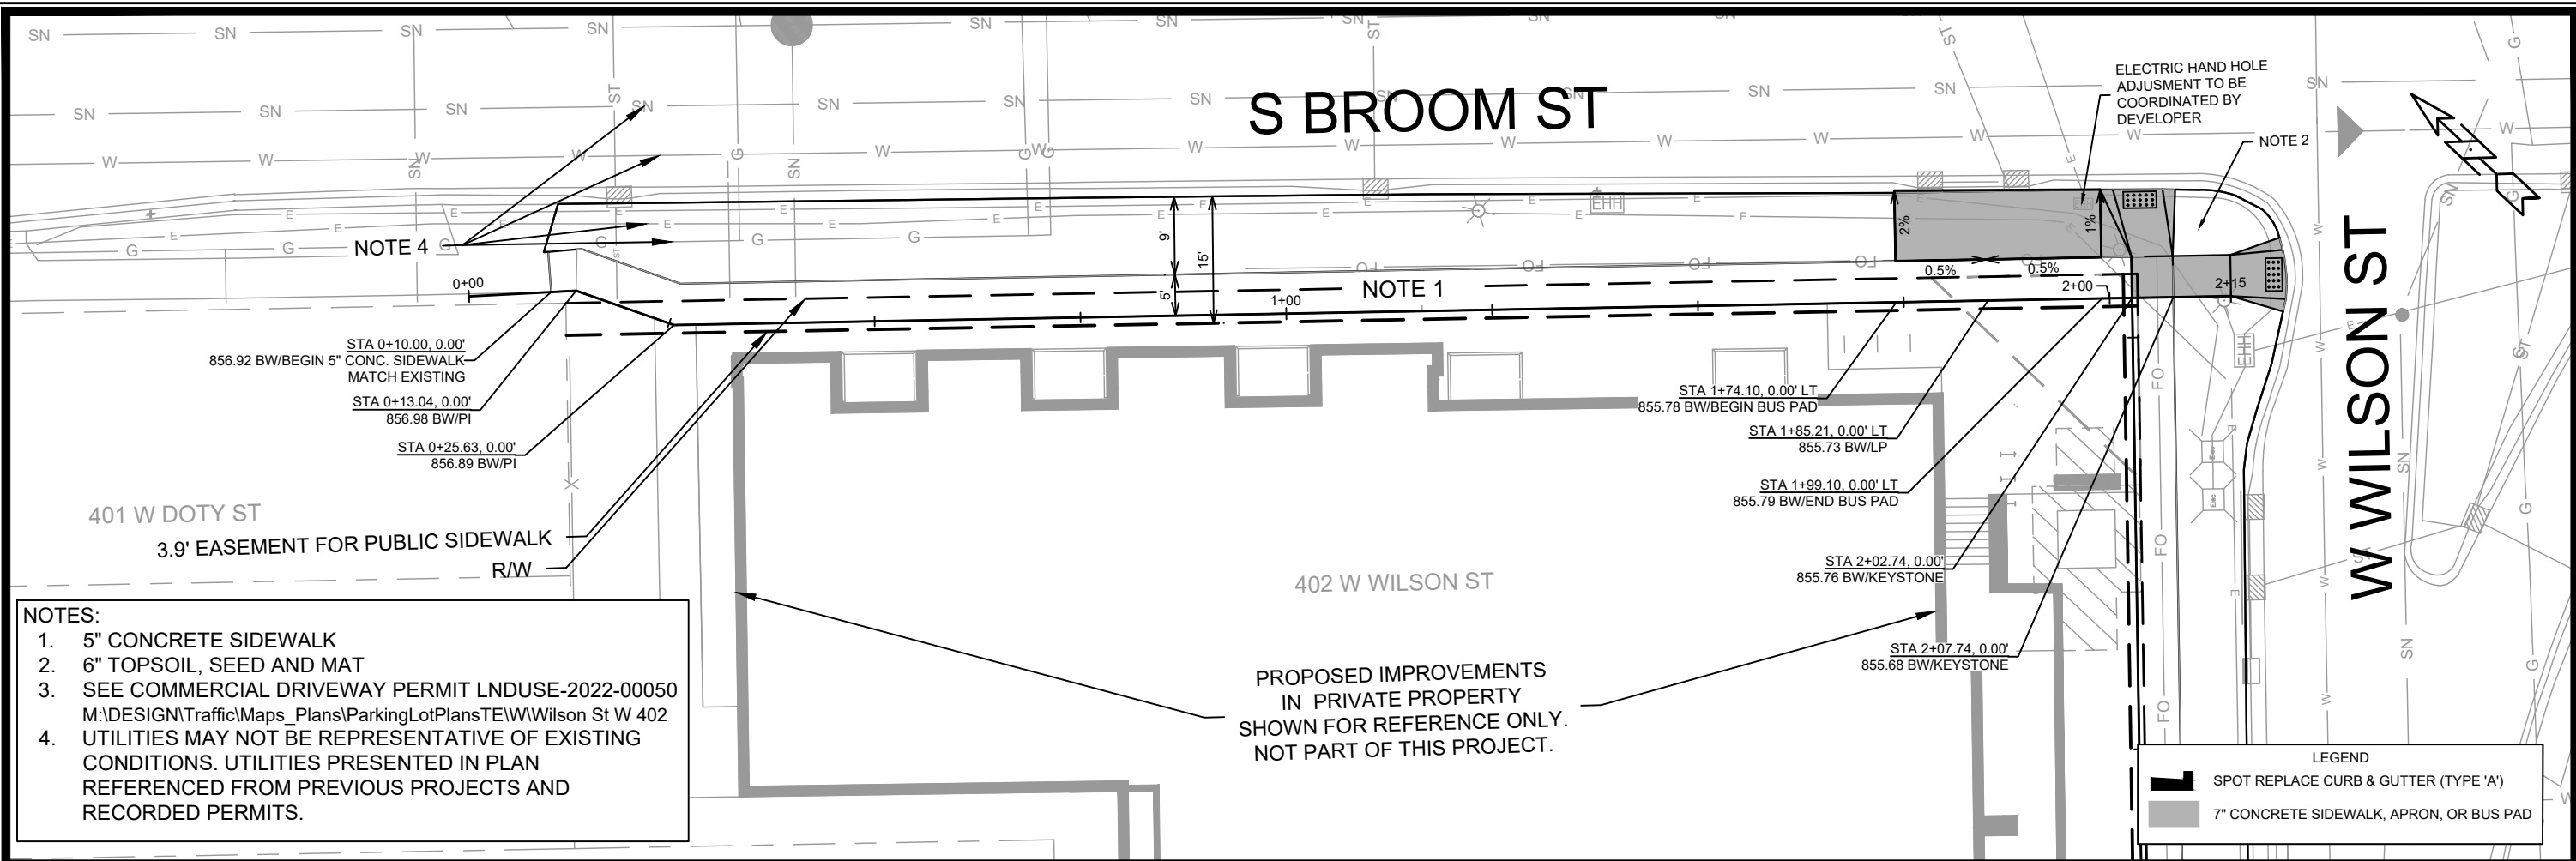 S BROOM ST
ELECTRIC HAND HOLE
ADJUSMENT TO BE
COORDINATED BY
DEVELOPER
NOTE 2
NOTE 4
0+00
9'
15'
5'
NOTE 1
1+00
2%
1%
0.5%
0.5%
2+00
2+15
EHH
EHH
W WILSON ST
STA 0+10.00, 0.00'
856.92 BW/BEGIN 5" CONC. SIDEWALK
MATCH EXISTING
STA 0+13.04, 0.00'
856.98 BW/PI
STA 0+25.63, 0.00'
856.89 BW/PI
STA 1+74.10, 0.00' LT
855.78 BW/BEGIN BUS PAD
STA 1+85.21, 0.00' LT
855.73 BW/LP
STA 1+99.10, 0.00' LT
855.79 BW/END BUS PAD
STA 2+02.74, 0.00'
855.76 BW/KEYSTONE
STA 2+07.74, 0.00'
855.68 BW/KEYSTONE
401 W DOTY ST
3.9' EASEMENT FOR PUBLIC SIDEWALK
R/W
402 W WILSON ST
PROPOSED IMPROVEMENTS
IN PRIVATE PROPERTY
SHOWN FOR REFERENCE ONLY.
NOT PART OF THIS PROJECT.
NOTES:
1. 5" CONCRETE SIDEWALK
2. 6" TOPSOIL, SEED AND MAT
3. SEE COMMERCIAL DRIVEWAY PERMIT LNDUSE-2022-00050
M:\DESIGN\Traffic\Maps_Plans\ParkingLotPlansTE\W\Wilson St W 402
4. UTILITIES MAY NOT BE REPRESENTATIVE OF EXISTING
CONDITIONS. UTILITIES PRESENTED IN PLAN
REFERENCED FROM PREVIOUS PROJECTS AND
RECORDED PERMITS.
LEGEND
SPOT REPLACE CURB & GUTTER (TYPE 'A')
7" CONCRETE SIDEWALK, APRON, OR BUS PAD